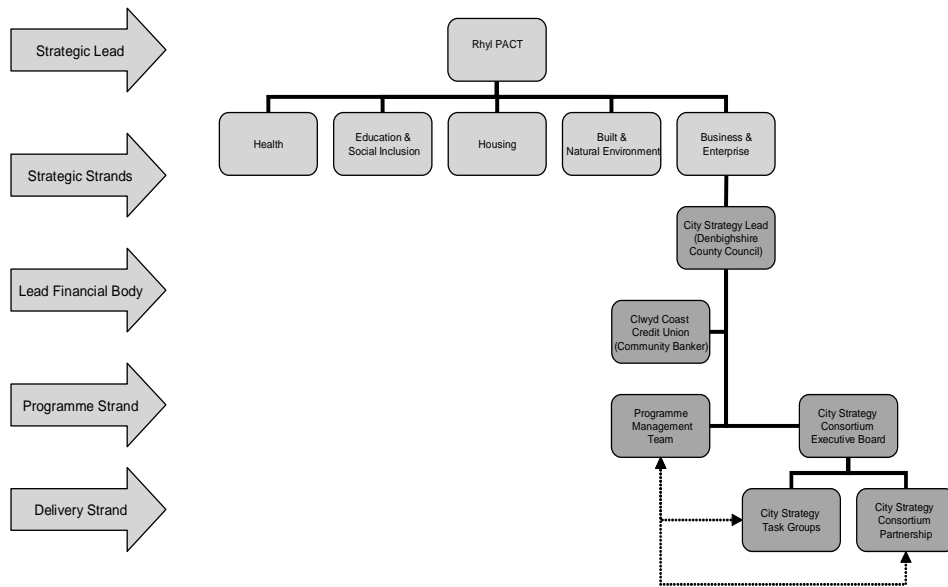 Strategic Lead
Rhyl PACT
Health
Education &
Social Inclusion
Housing
Built &
Natural Environment
Business &
Enterprise
Strategic Strands
City Strategy Lead
(Denbighshire
County Council)
Lead Financial Body
Clwyd Coast
Credit Union
(Community Banker)
Programme Strand
Programme
Management
Team
City Strategy
Consortium
Executive Board
Delivery Strand
City Strategy
Task Groups
City Strategy
Consortium
Partnership